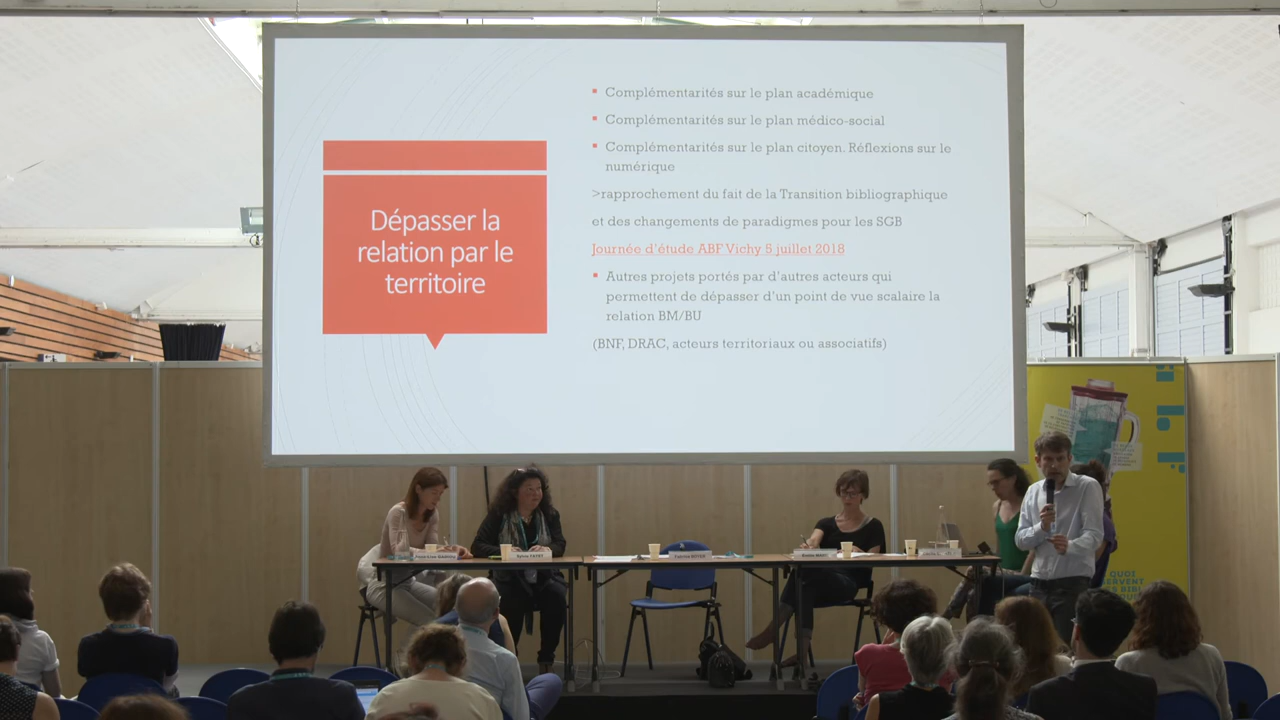 Dépasser la
relation par le
territoire
Complémentarités sur le plan académique
Complémentarités sur le plan médico-social
Complémentarités sur le plan citoyen. Réflexions sur le
numérique
>rapprochement du fait de la Transition bibliographique
et des changements de paradigmes pour les SGB
Journée d'étude ABF Vichy 5 juillet 2018
Autres projets portés par d'autres acteurs qui
permettent de dépasser d'un point de vue scalaire la
relation BM/BU
(BNF, DRAC, acteurs territoriaux ou associatifs)
QUOI